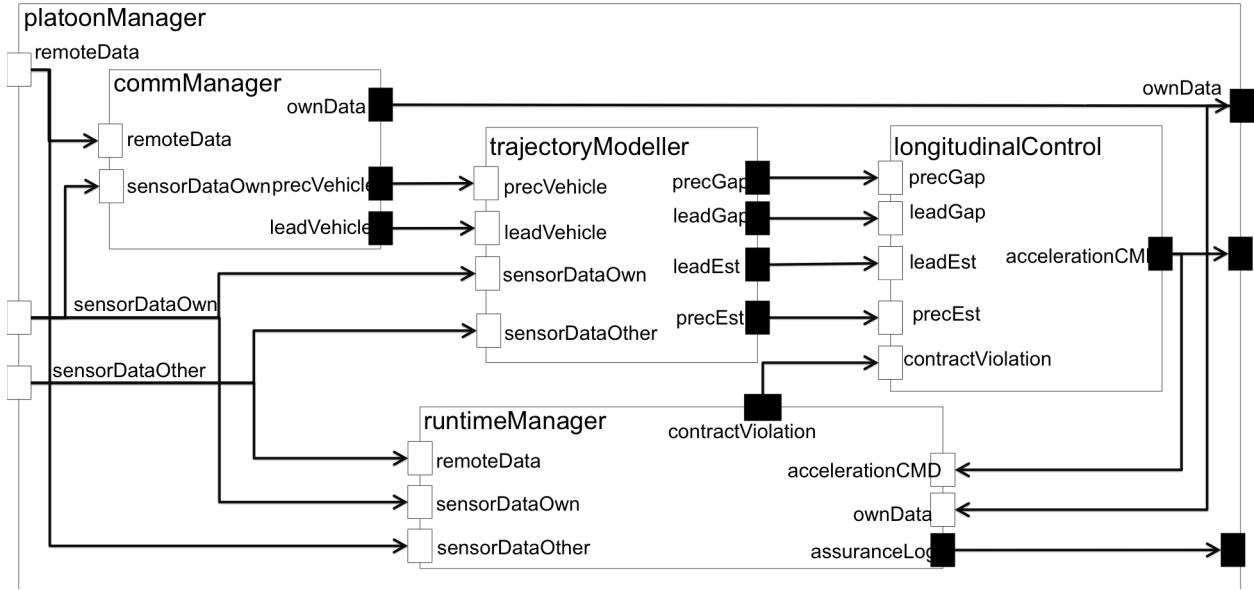 platoonManager
remoteData
commManager
ownData
ownData
remoteData
trajectoryModeller
longitudinalControl
sensorDataOwn
precVehicle
precVehicle
precGap
precGap
leadGap
leadGap
leadVehicle
leadVehicle
accelerationCM
leadEst
leadEst
sensorDataOwn
sensorDataOwn
precEst
precEst
sensorDataOther
contractViolation
sensorDataOther
runtimeManager
contractViolation
remoteData
accelerationCMD
sensorDataOwn
ownData
sensorDataOther
assuranceLog